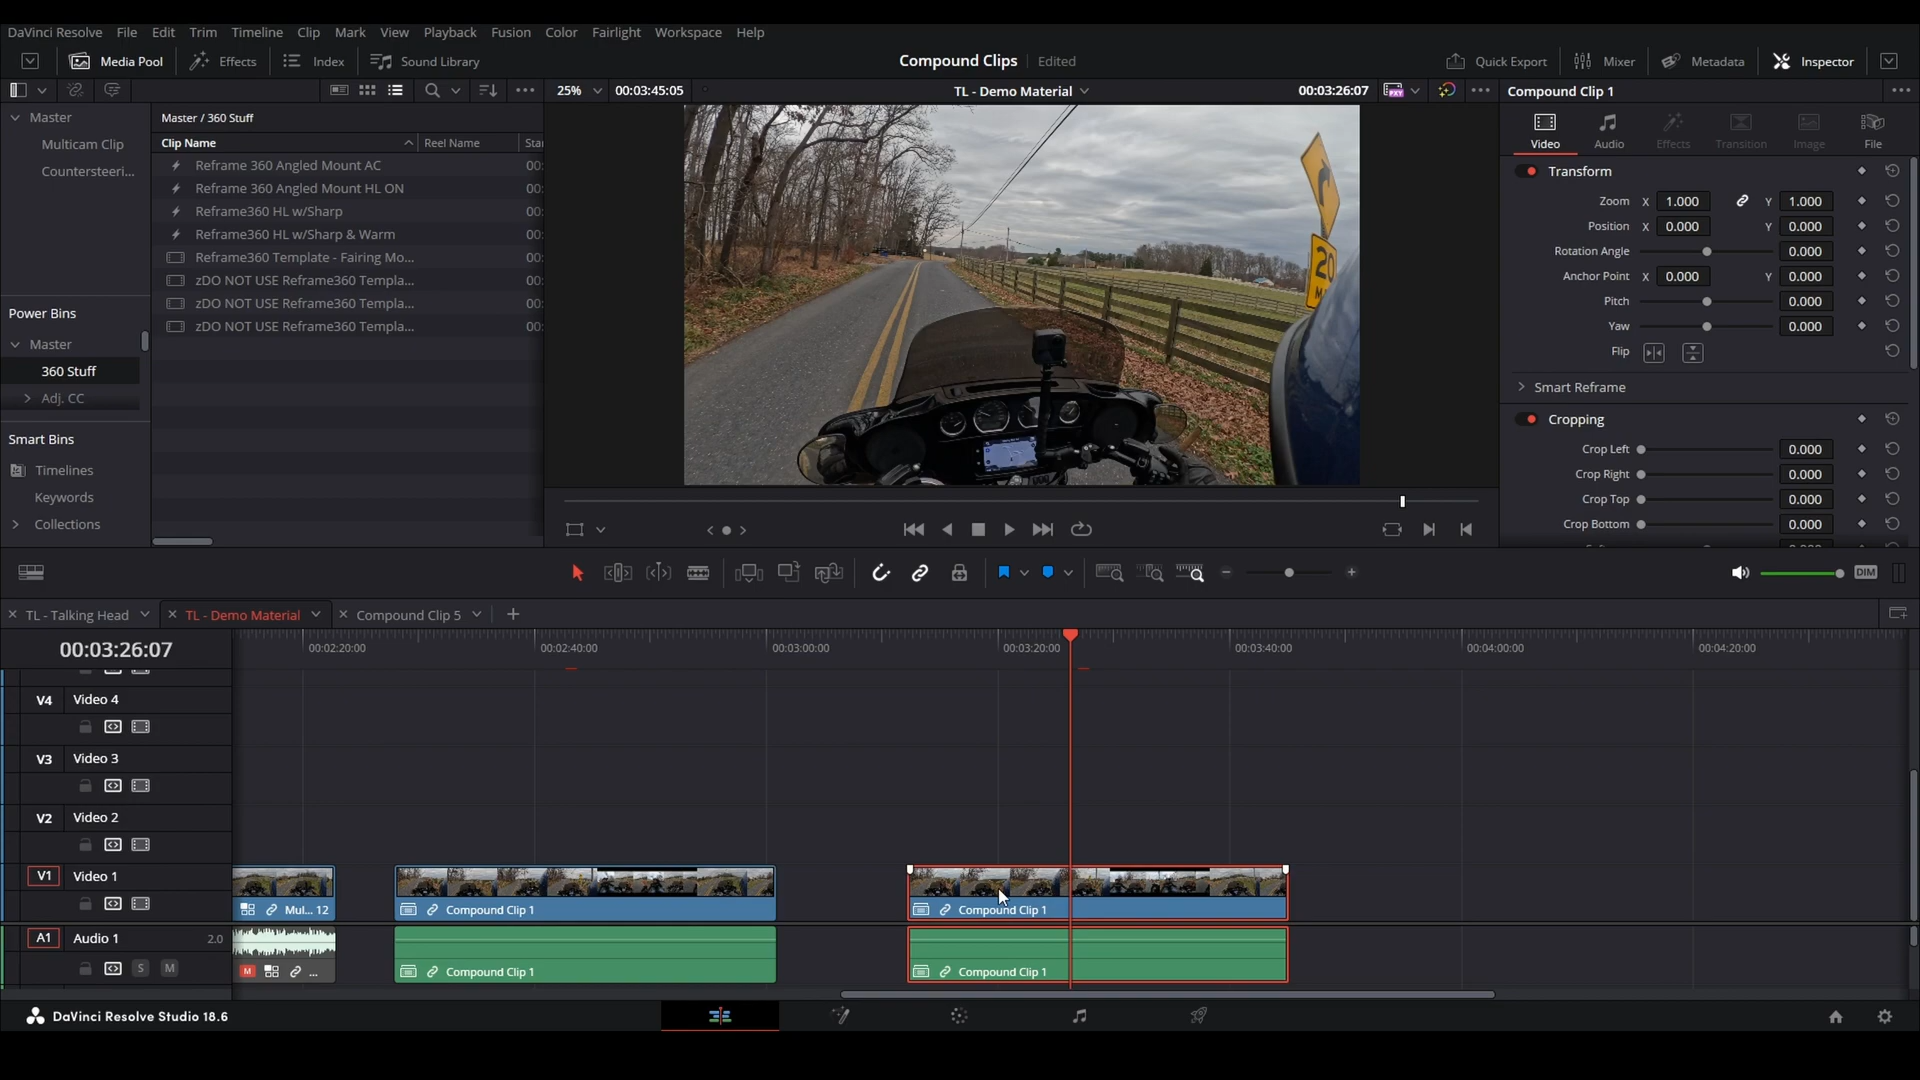 DaVinci Resolve File Edit Trim Timeline Clip Mark View Playback Fusion Color Fairlight Workspace Help
Media Pool Effects Index Sound Library Compound Clips Edited Quick Export Mixer Metadata Inspector
25% 00:03:45:05 TL - Demo Material 00:03:26:07 Compound Clip 1
Master
Multicam Clip
Countersteeri...
Power Bins
Master
360 Stuff
Adj. CC
Smart Bins
Timelines
Keywords
Collections
Master / 360 Stuff
Clip Name Reel Name Star
Reframe 360 Angled Mount AC 00:
Reframe 360 Angled Mount HL ON 00:
Reframe360 HL w/Sharp 00:
Reframe360 HL w/Sharp & Warm 00:
Reframe360 Template - Fairing Mo... 00:
zDO NOT USE Reframe360 Templa... 00:
zDO NOT USE Reframe360 Templa... 00:
zDO NOT USE Reframe360 Templa... 00:
20
Video Audio Effects Transition Image File
Transform
Zoom X 1.000 Y 1.000
Position X 0.000 Y 0.000
Rotation Angle 0.000
Anchor Point X 0.000 Y 0.000
Pitch 0.000
Yaw 0.000
Flip
Smart Reframe
Cropping
Crop Left 0.000
Crop Right 0.000
Crop Top 0.000
Crop Bottom 0.000
DIM
TL - Talking Head TL - Demo Material Compound Clip 5
00:03:26:07
00:02:20:00 00:02:40:00 00:03:00:00 00:03:20:00 00:03:40:00 00:04:00:00 00:04:20:00
V4 Video 4
V3 Video 3
V2 Video 2
V1 Video 1
Mul... 12 Compound Clip 1 Compound Clip 1
A1 Audio 1 2.0
S M
M ... Compound Clip 1 Compound Clip 1
DaVinci Resolve Studio 18.6